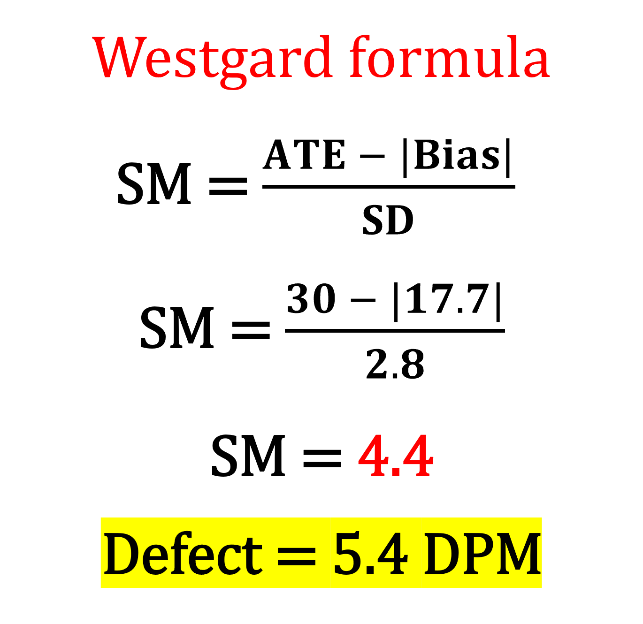 Westgard formula
SM = (ATE − |Bias|) / SD
SM = (30 − |17.7|) / 2.8
SM = 4.4
Defect = 5.4 DPM